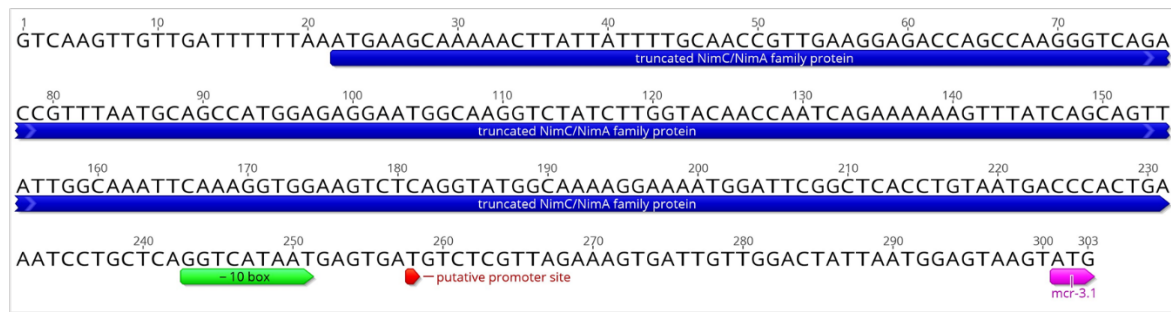 1 10 20 30 40 50 60 70
GTCAAGTTGTTGATTTTTTAAATGAAGCAAAAACTTATTATTTTGCAACCGTTGAAGGAGACCAGCCAAGGGTCAGA
truncated NimC/NimA family protein
80 90 100 110 120 130 140 150
CCGTTTAATGCAGCCATGGAGAGGAATGGCAAGGTCTATCTTGGTACAACCAATCAGAAAAAAGTTTATCAGCAGTT
truncated NimC/NimA family protein
160 170 180 190 200 210 220 230
ATTGGCAAATTCAAAGGTGGAAGTCTCAGGTATGGCAAAAGGAAAATGGATTCGGCTCACCTGTAATGACCCACTGA
truncated NimC/NimA family protein
240 250 260 270 280 290 300 303
AATCCTGCTCAGGTCATAATGAGTGATGTCTCGTTAGAAAGTGATTGTTGGACTATTAATGGAGTAAGTATG
– 10 box putative promoter site
mcr-3.1